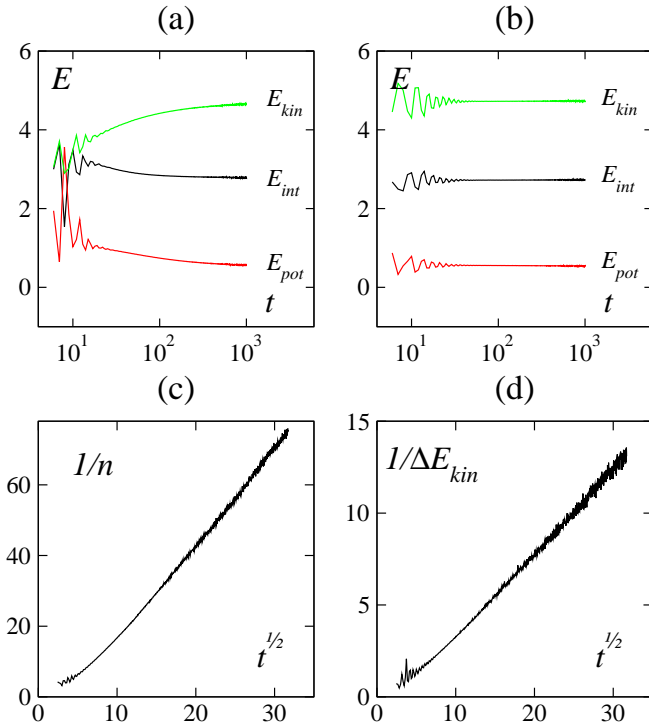 (a) (b)
6 6
E E
E_kin E_kin
4 4
E_int E_int
2 2
E_pot E_pot
0 0
t t
10^1 10^2 10^3 10^1 10^2 10^3
(c) (d)
15
1/n 1/ΔE_kin
60
10
40
5
20
t^½ t^½
0 0
0 10 20 30 0 10 20 30